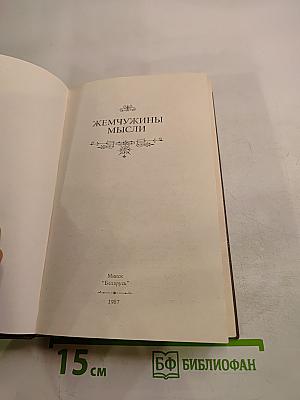 ЖЕМЧУЖИНЫ
МЫСЛИ
Минск
"Беларусь"
1987
15 см
БФ БИБЛИОФАН